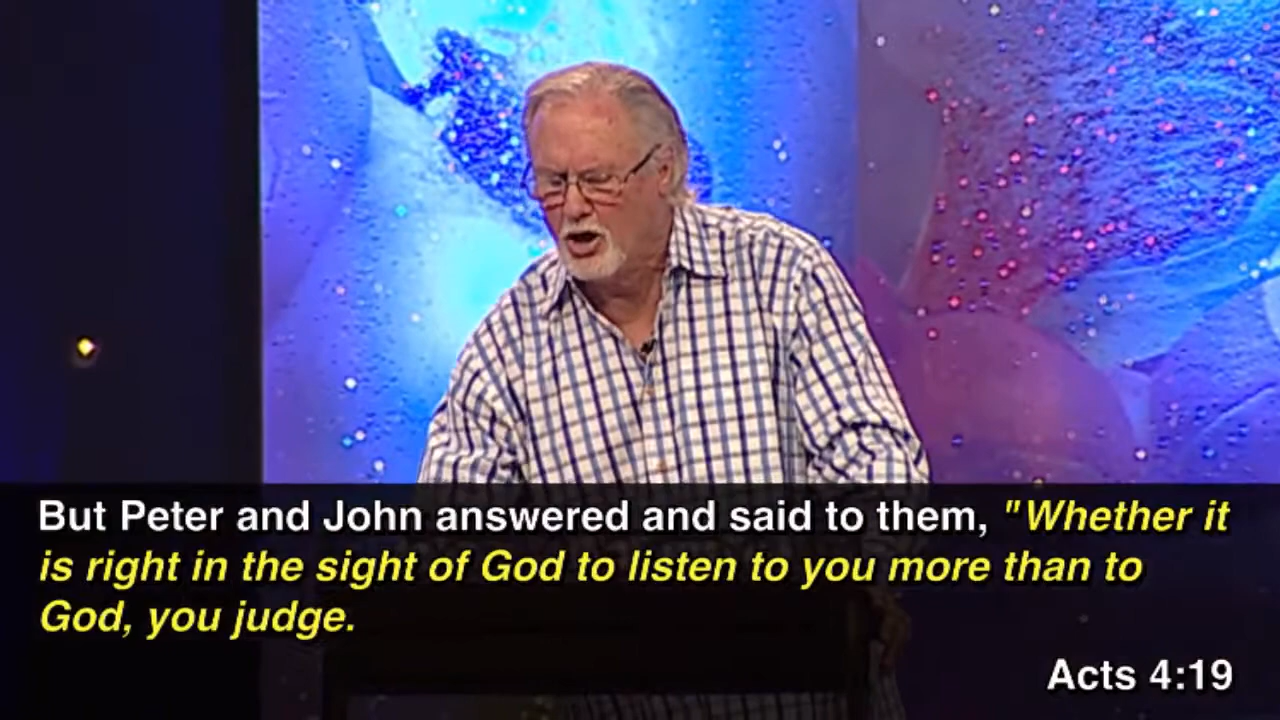 But Peter and John answered and said to them, "Whether it
is right in the sight of God to listen to you more than to
God, you judge.
Acts 4:19